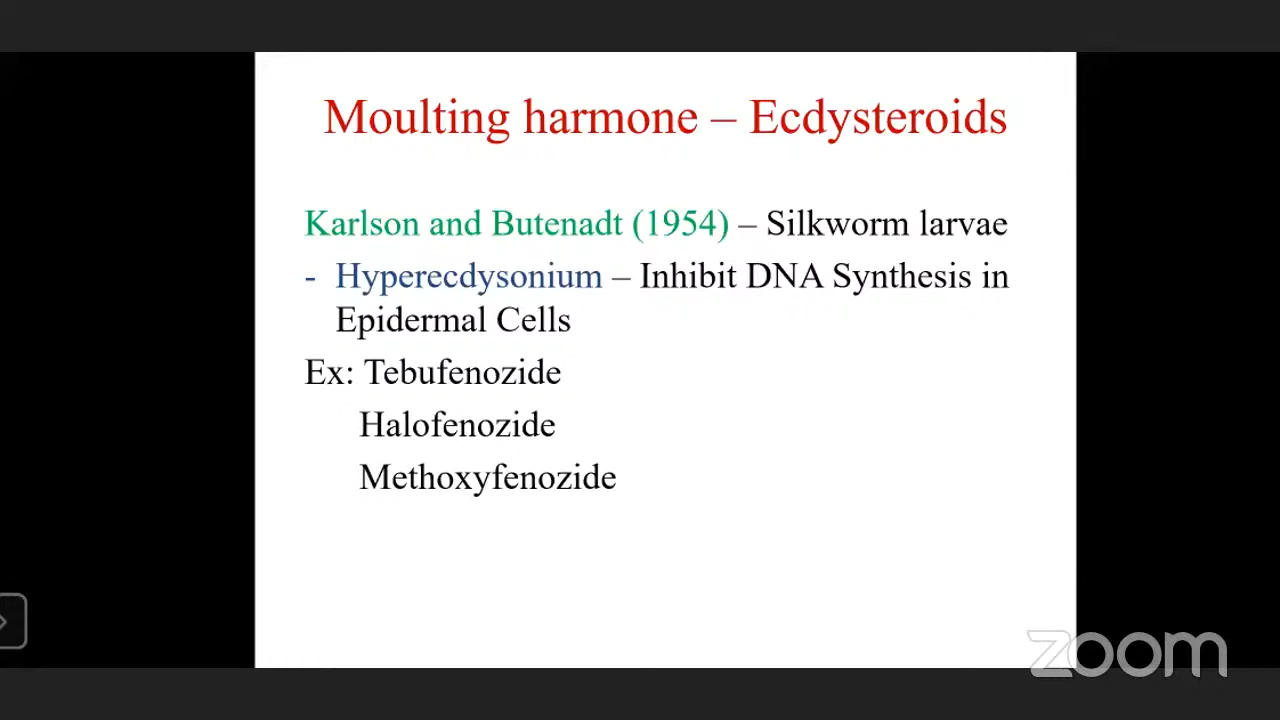 Moulting harmone – Ecdysteroids
Karlson and Butenadt (1954) – Silkworm larvae
- Hyperecdysonium – Inhibit DNA Synthesis in
Epidermal Cells
Ex: Tebufenozide
Halofenozide
Methoxyfenozide
zoom